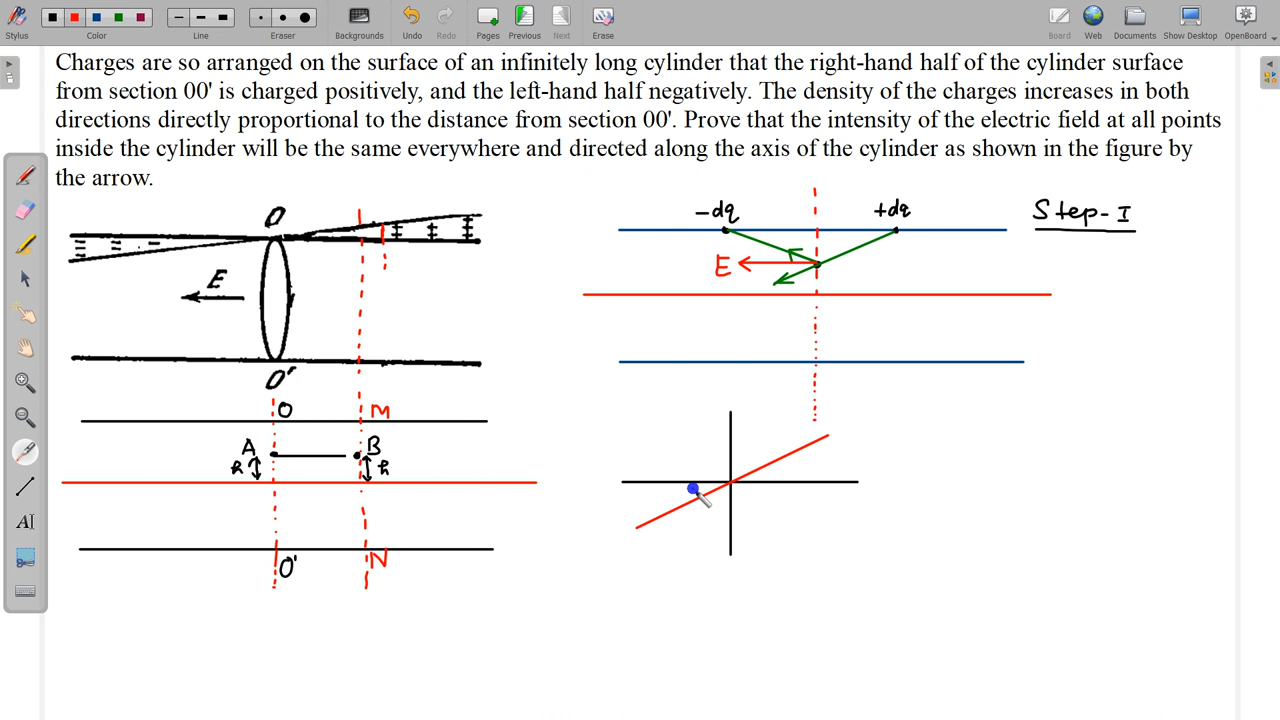 Stylus Color Line Eraser Backgrounds Undo Redo Pages Previous Next Erase Board Web Documents Show Desktop OpenBoard
Charges are so arranged on the surface of an infinitely long cylinder that the right-hand half of the cylinder surface
from section 00' is charged positively, and the left-hand half negatively. The density of the charges increases in both
directions directly proportional to the distance from section 00'. Prove that the intensity of the electric field at all points
inside the cylinder will be the same everywhere and directed along the axis of the cylinder as shown in the figure by
the arrow.
O
E
O'
O M
A B
h h
O' N
-dq +dq
E
Step-I
AI